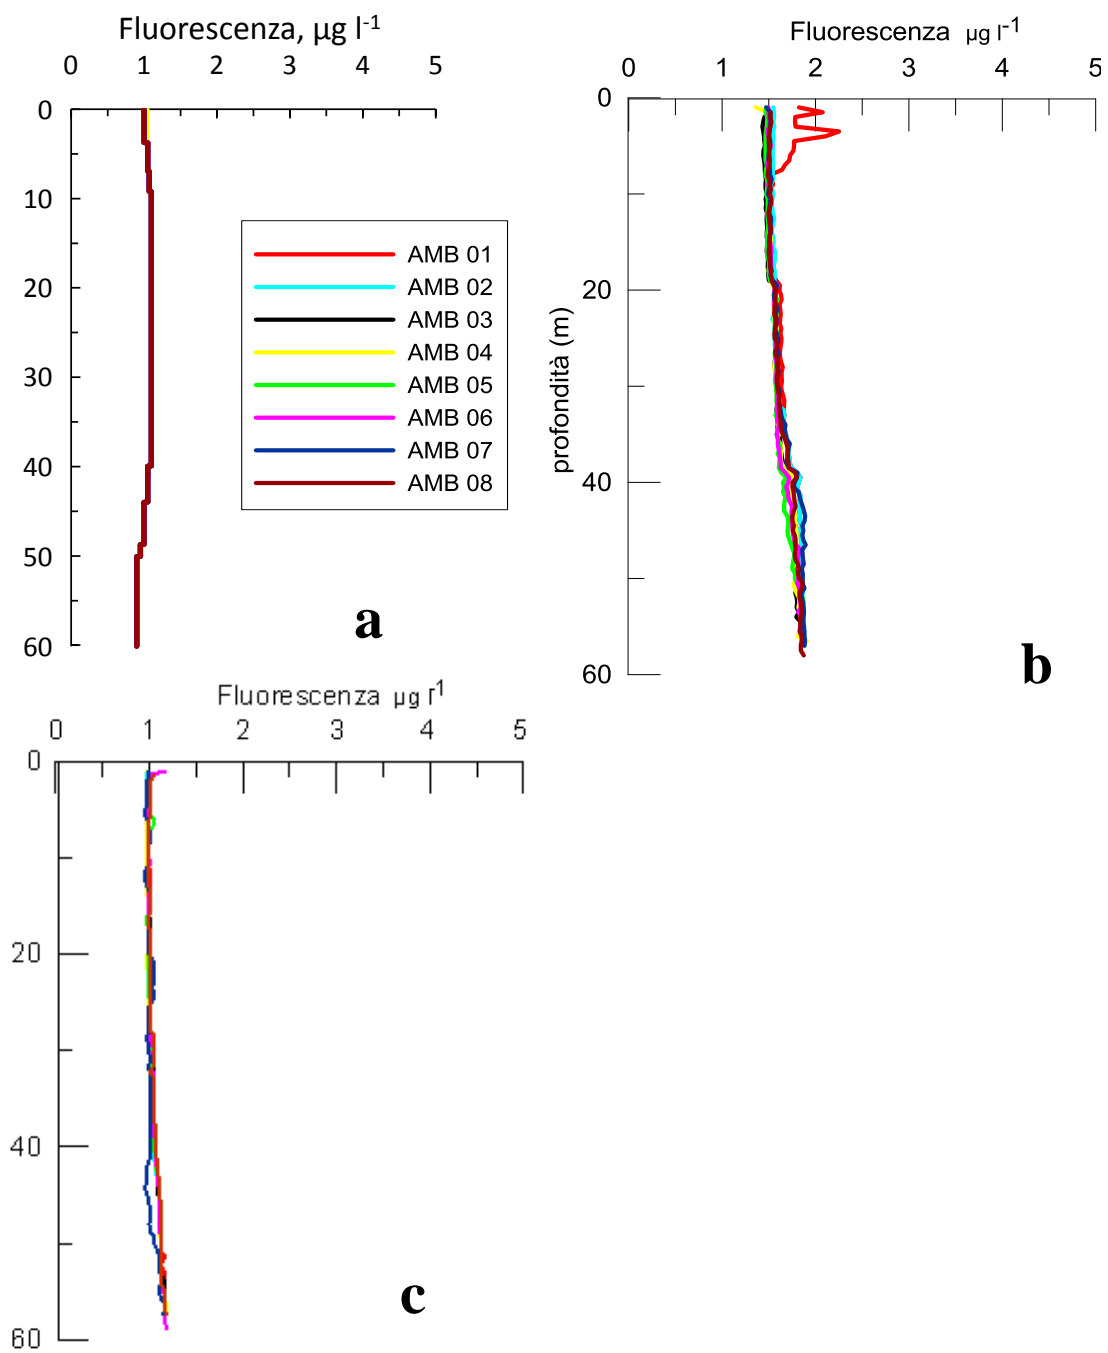 Fluorescenza, µg l-1
0 1 2 3 4 5
0
10
20
30
40
50
60
AMB 01
AMB 02
AMB 03
AMB 04
AMB 05
AMB 06
AMB 07
AMB 08
a
Fluorescenza µg l-1
0 1 2 3 4 5
0
20
40
60
profondità (m)
b
Fluorescenza µg l1
0 1 2 3 4 5
0
20
40
60
c